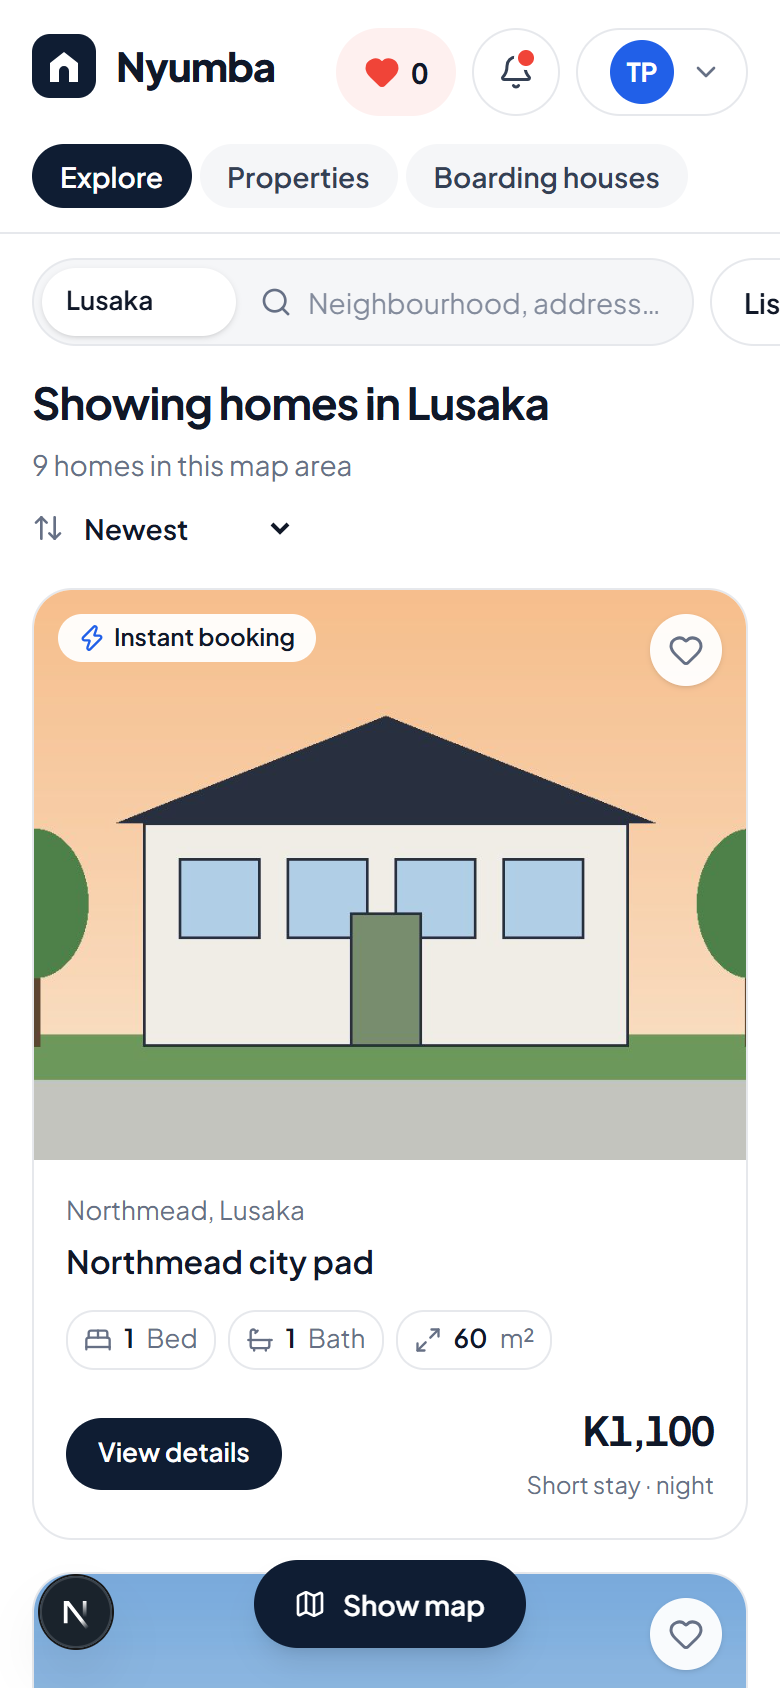 Nyumba
0
TP
Explore
Properties
Boarding houses
Lusaka
Neighbourhood, address...
Lis
Showing homes in Lusaka
9 homes in this map area
Newest
Instant booking
Northmead, Lusaka
Northmead city pad
1 Bed
1 Bath
60 m²
View details
K1,100
Short stay · night
N
Show map